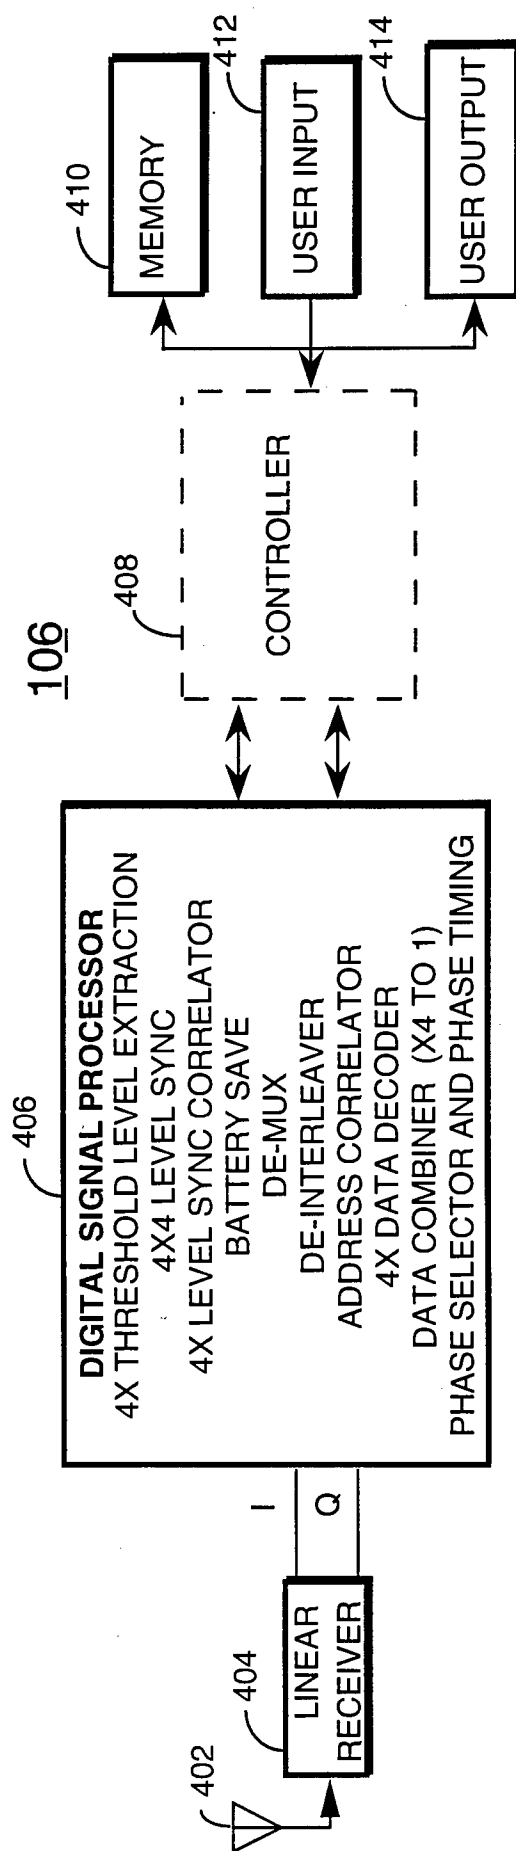 106
402
404
LINEAR
RECEIVER
I
Q
406
DIGITAL SIGNAL PROCESSOR
4X THRESHOLD LEVEL EXTRACTION
4X4 LEVEL SYNC
4X LEVEL SYNC CORRELATOR
BATTERY SAVE
DE-MUX
DE-INTERLEAVER
ADDRESS CORRELATOR
4X DATA DECODER
DATA COMBINER (X4 TO 1)
PHASE SELECTOR AND PHASE TIMING
408
CONTROLLER
410
MEMORY
412
USER INPUT
414
USER OUTPUT